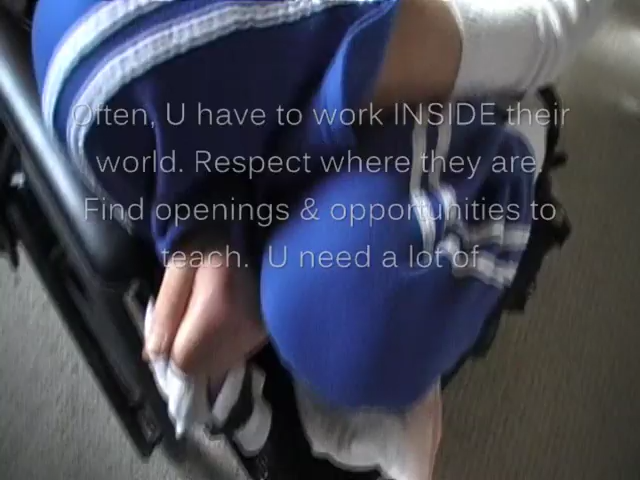 Often, U have to work INSIDE their
world. Respect where they are.
Find openings & opportunities to
teach. U need a lot of